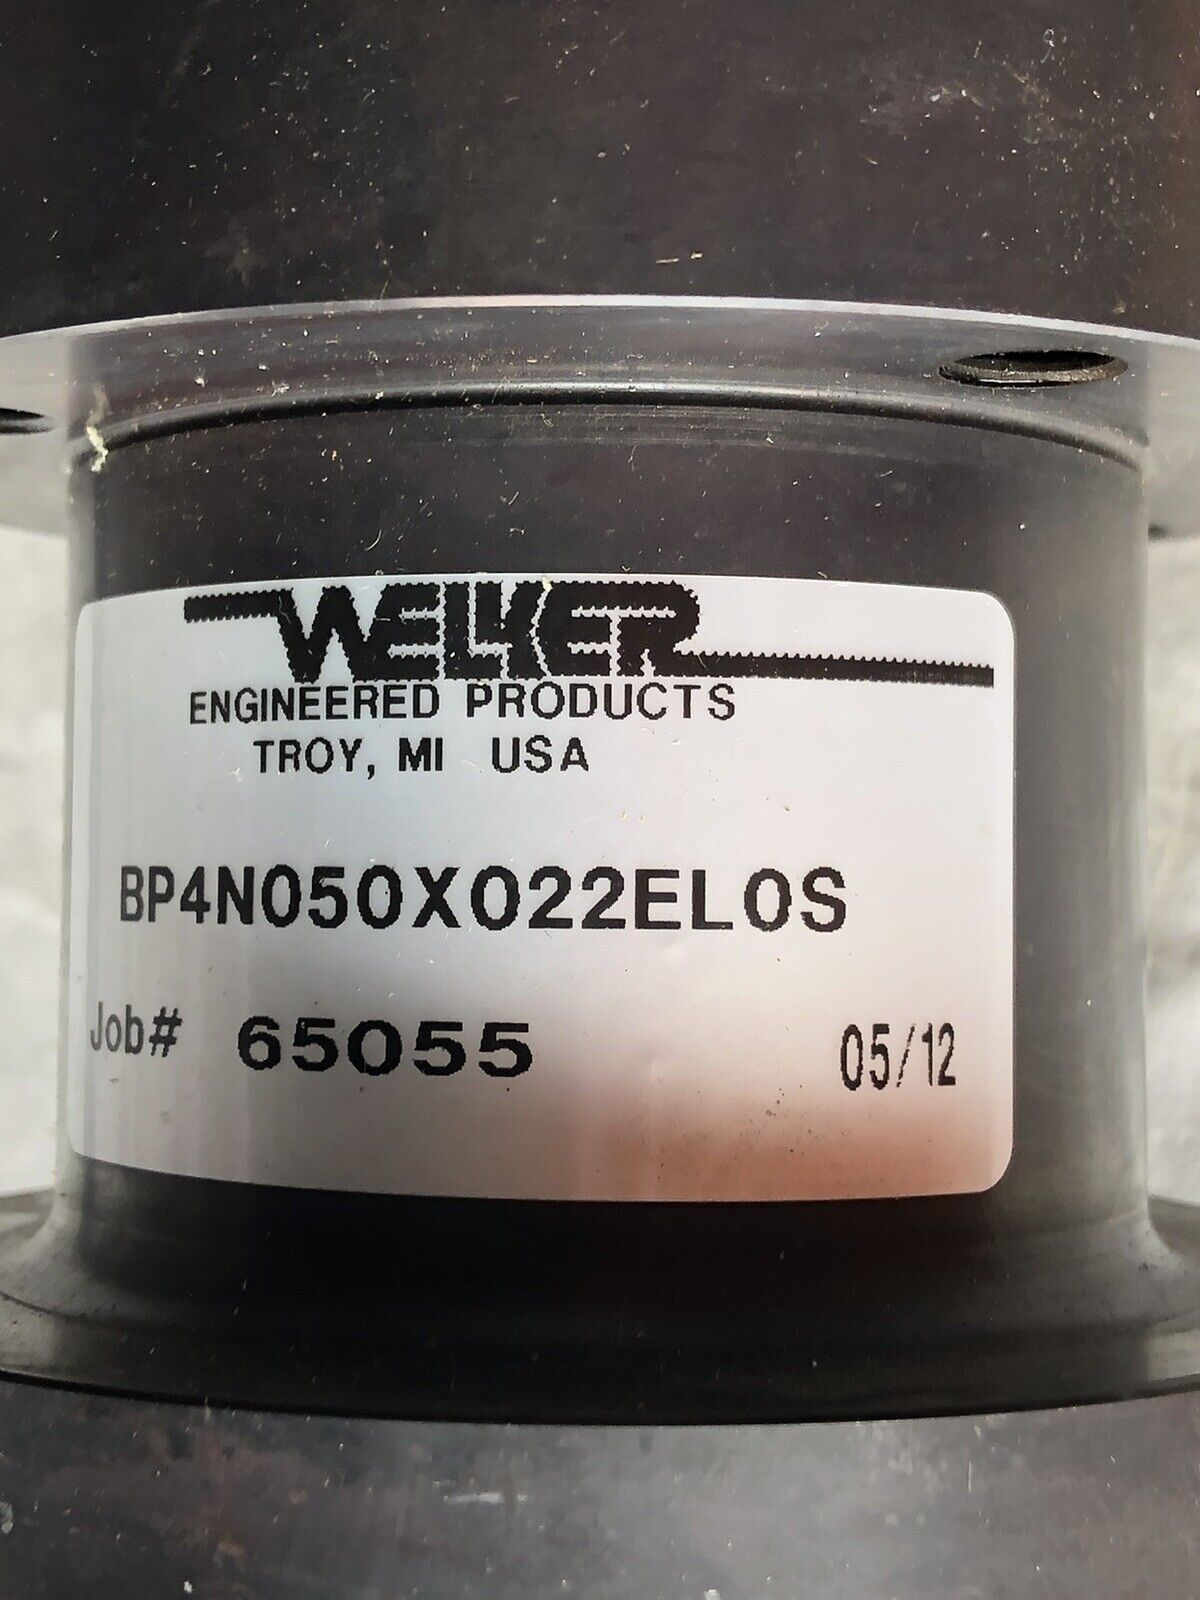 WELKER
ENGINEERED PRODUCTS
TROY, MI USA
BP4N050X022EL0S
Job# 65055 05/12